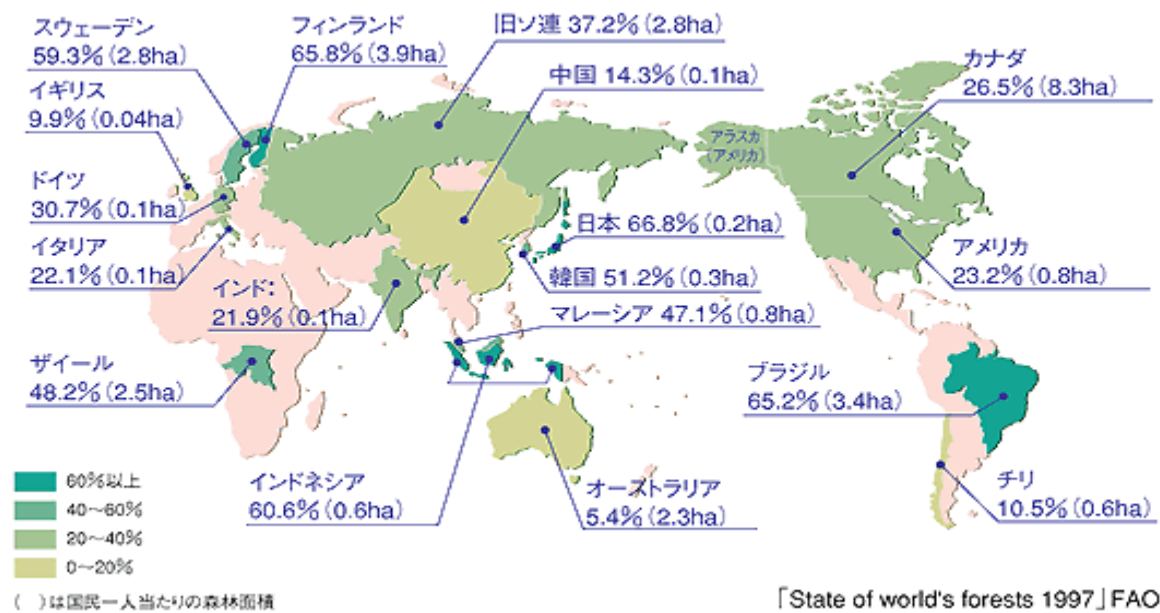 スウェーデン
59.3%(2.8ha)
フィンランド
65.8%(3.9ha)
旧ソ連 37.2%(2.8ha)
中国 14.3%(0.1ha)
カナダ
26.5%(8.3ha)
イギリス
9.9%(0.04ha)
アラスカ
(アメリカ)
ドイツ
30.7%(0.1ha)
日本 66.8%(0.2ha)
イタリア
22.1%(0.1ha)
アメリカ
23.2%(0.8ha)
韓国 51.2%(0.3ha)
インド:
21.9%(0.1ha)
マレーシア 47.1%(0.8ha)
ザイール
48.2%(2.5ha)
ブラジル
65.2%(3.4ha)
インドネシア
60.6%(0.6ha)
オーストラリア
5.4%(2.3ha)
チリ
10.5%(0.6ha)
60%以上
40～60%
20～40%
0～20%
( )は国民一人当たりの森林面積
「State of world's forests 1997」FAO